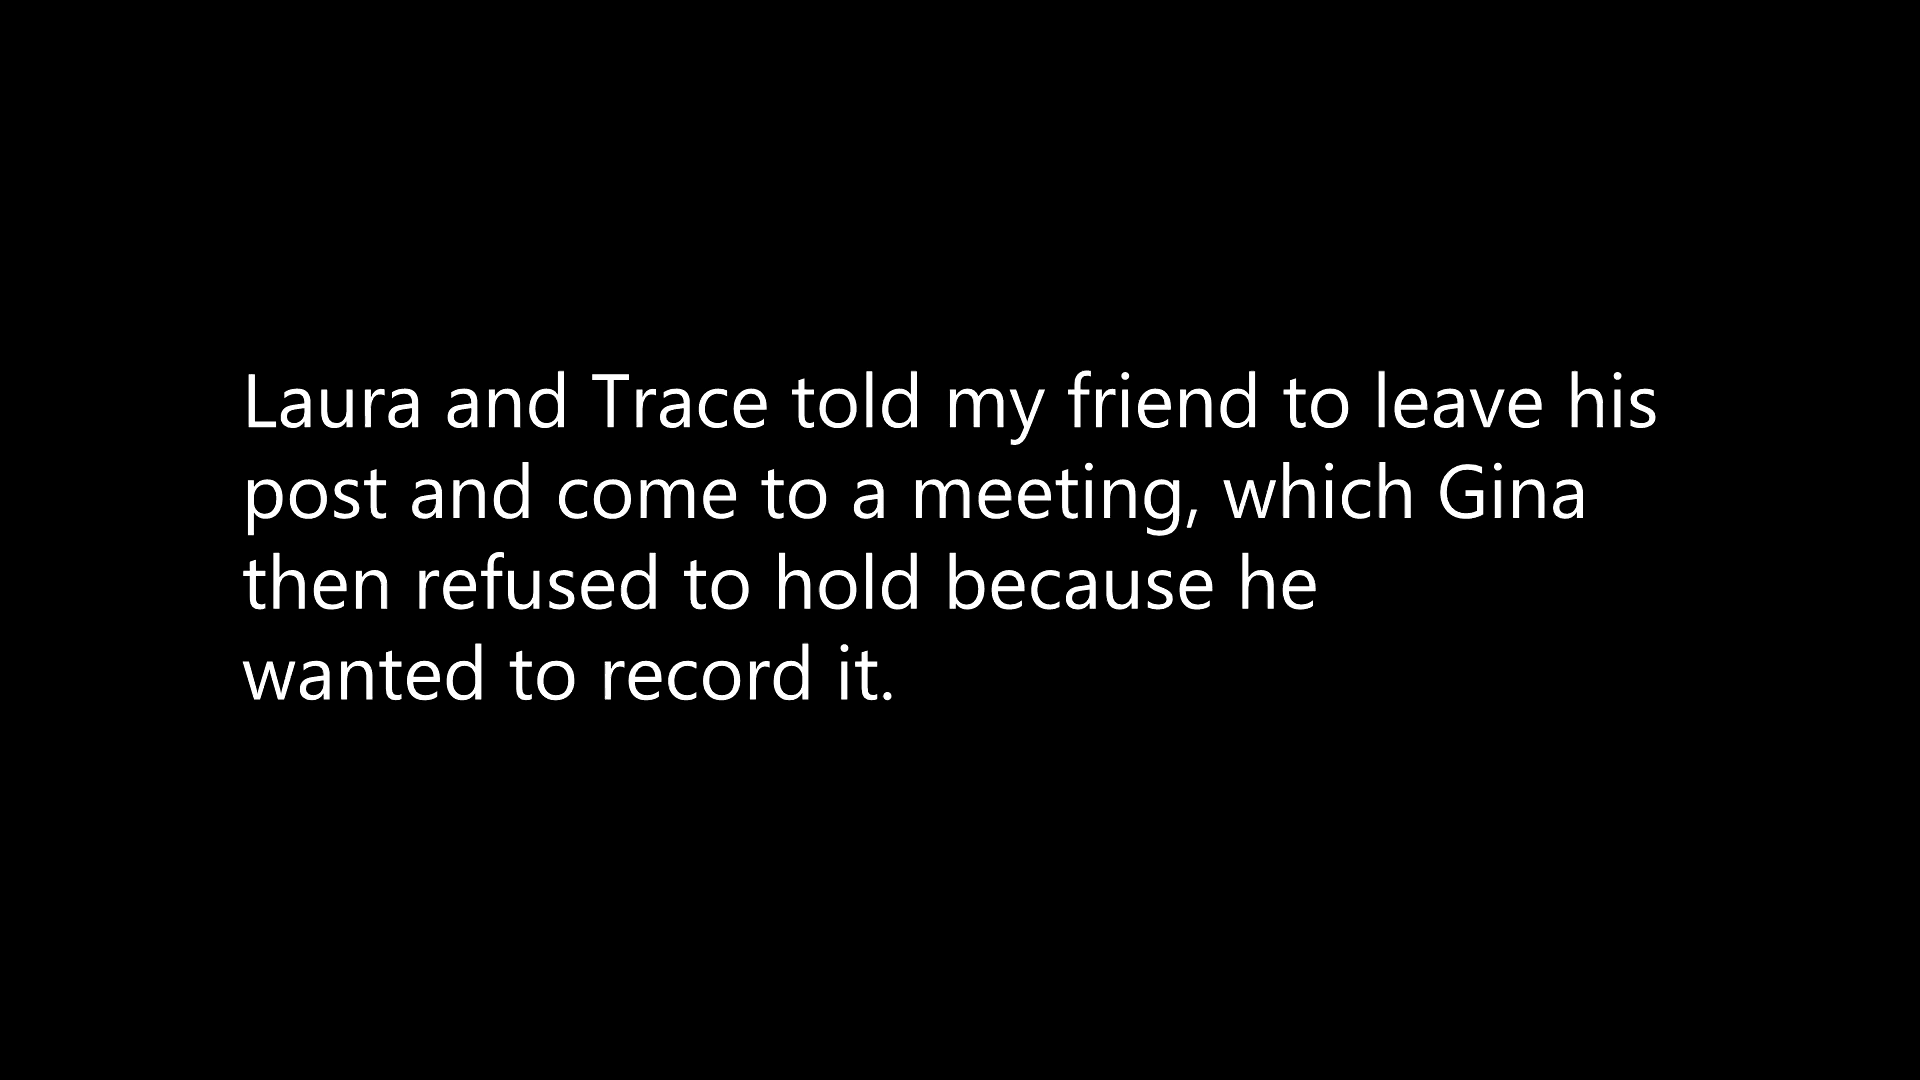 Laura and Trace told my friend to leave his
post and come to a meeting, which Gina
then refused to hold because he
wanted to record it.